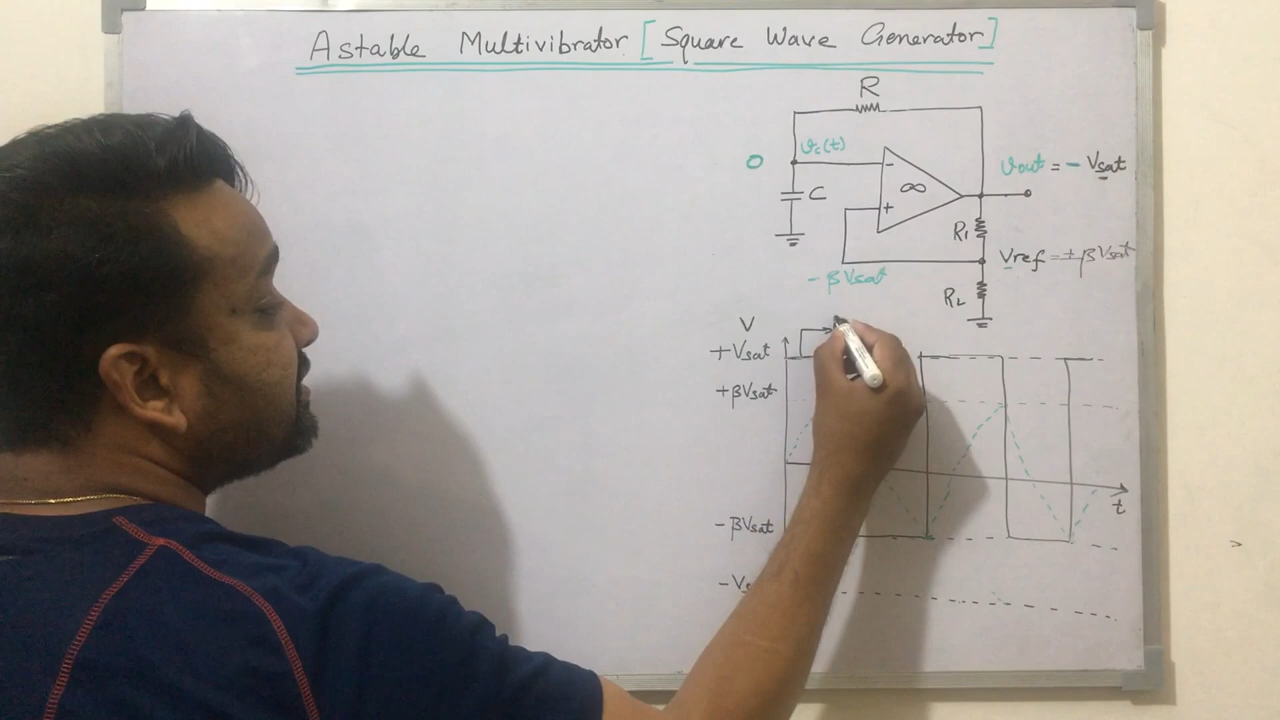 Astable Multivibrator [Square Wave Generator]
R
0
vc(t)
-
C
∞
+
vout = - Vsat
R1
Vref = ±βVsat
-βVsat
R2
V
+Vsat
+βVsat
t
-βVsat